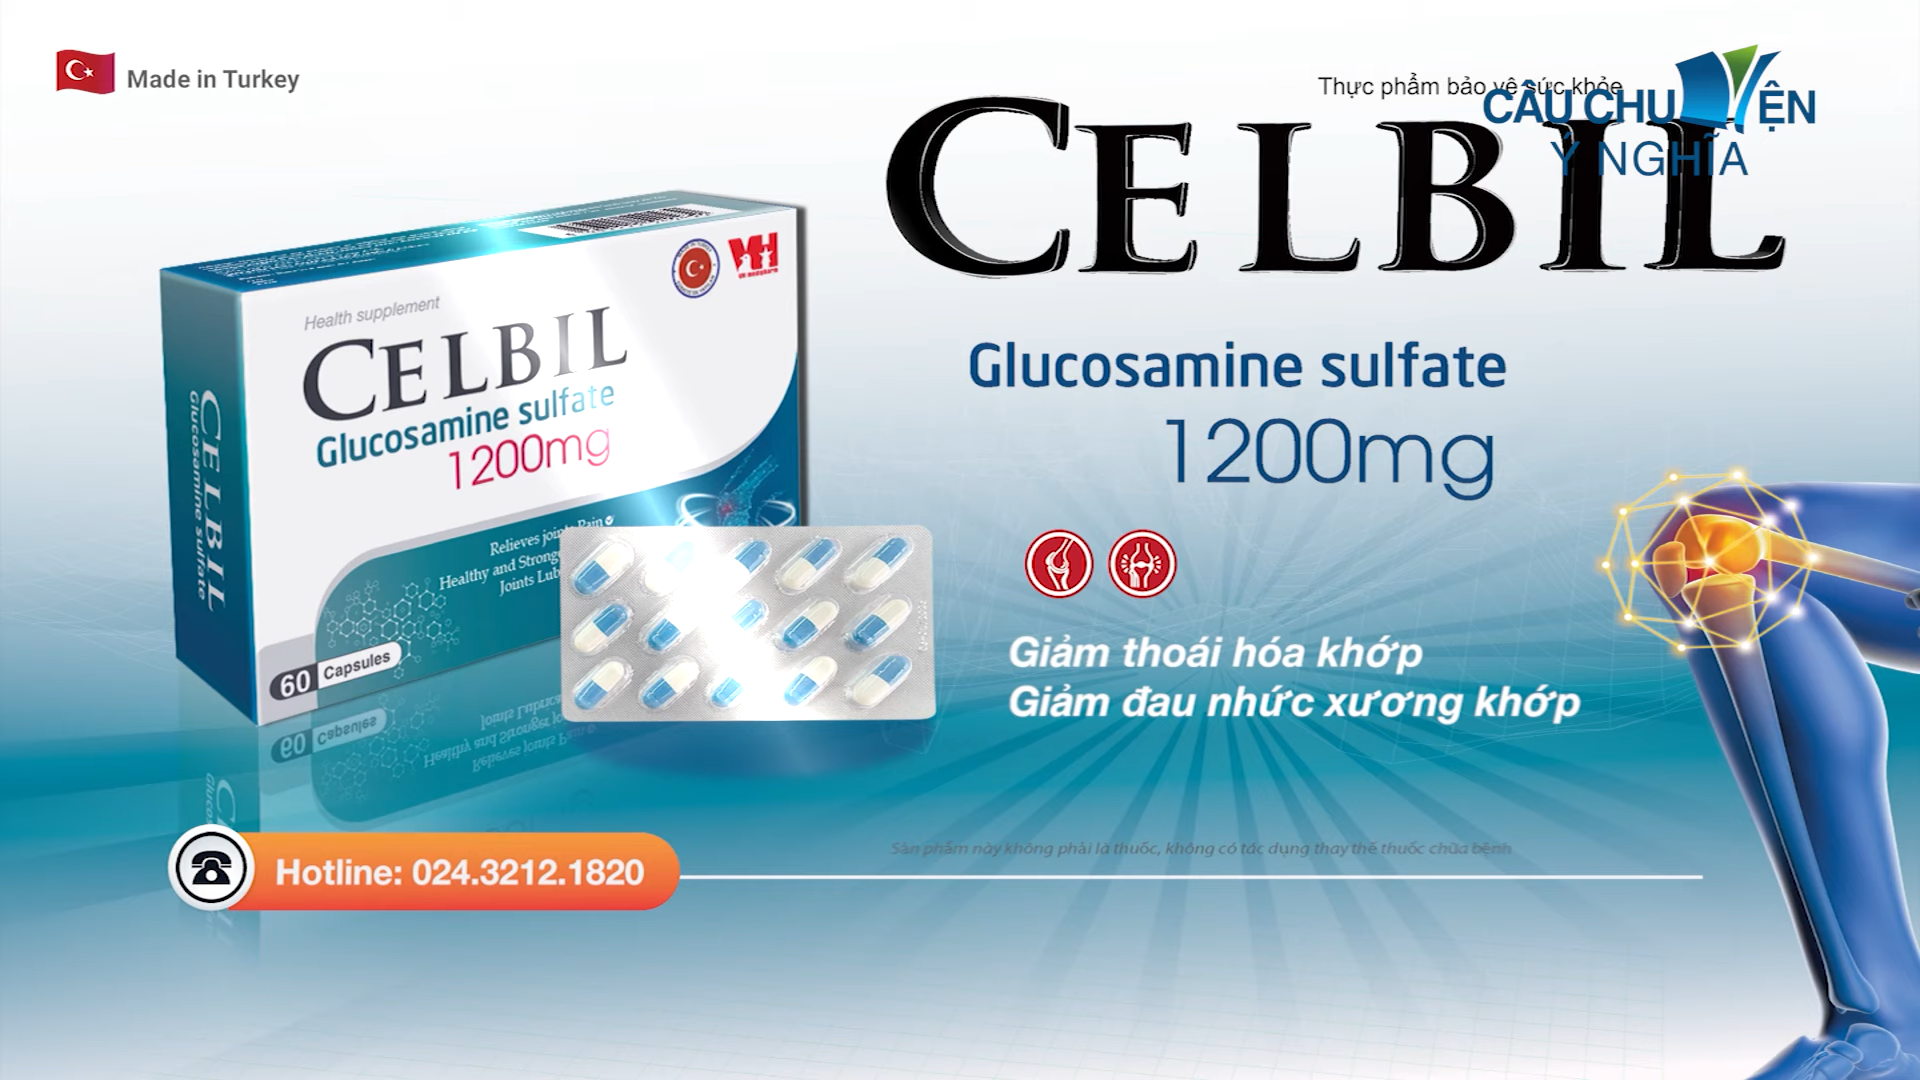 Made in Turkey
Thực phẩm bảo vệ sức khỏe
CÂU CHUYỆN
Ý NGHĨA
CELBIL
Glucosamine sulfate
1200mg
Giảm thoái hóa khớp
Giảm đau nhức xương khớp
Health supplement
CELBIL
Glucosamine sulfate
1200mg
VH
Relieves joints Pain
Healthy and Stronge
Joints Lub
60 Capsules
CELBIL
Glucosamine sulfate
Sản phẩm này không phải là thuốc, không có tác dụng thay thế thuốc chữa bệnh
Hotline: 024.3212.1820